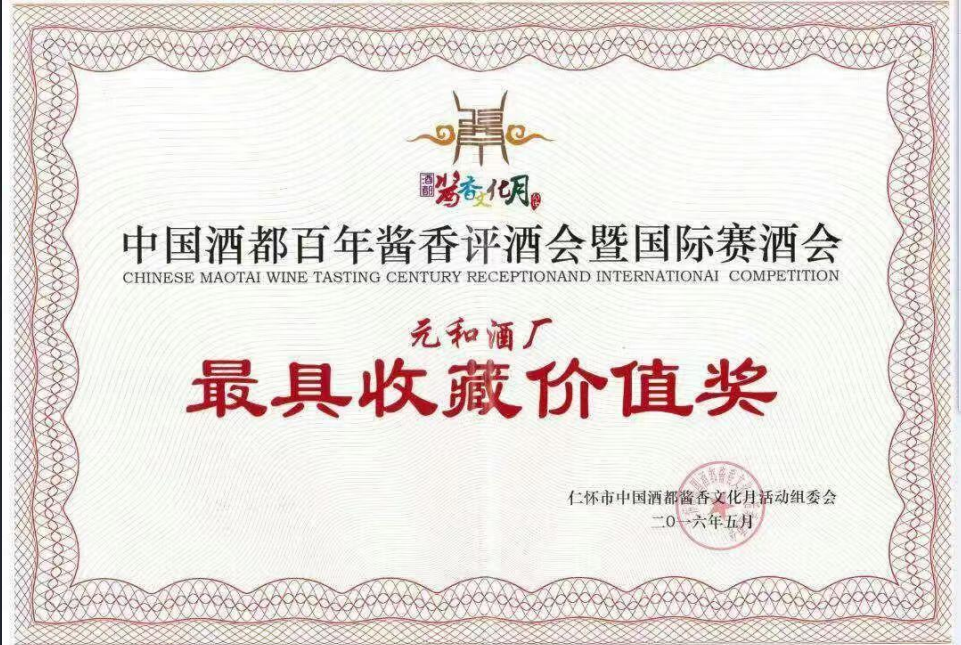 酒都
酱香文化月
中国酒都百年酱香评酒会暨国际赛酒会
CHINESE MAOTAI WINE TASTING CENTURY RECEPTIONAND INTERNATIONAI COMPETITION
元和酒厂
最具收藏价值奖
仁怀市中国酒都酱香文化月活动组委会
二0一六年五月